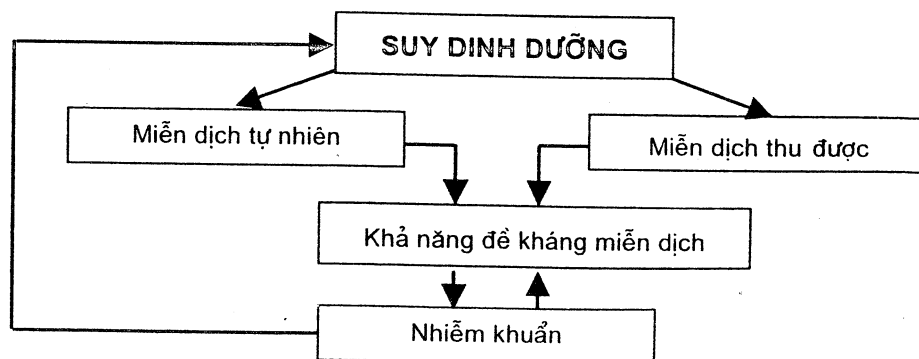 SUY DINH DƯỠNG
Miễn dịch tự nhiên
Miễn dịch thu được
Khả năng đề kháng miễn dịch
Nhiễm khuẩn